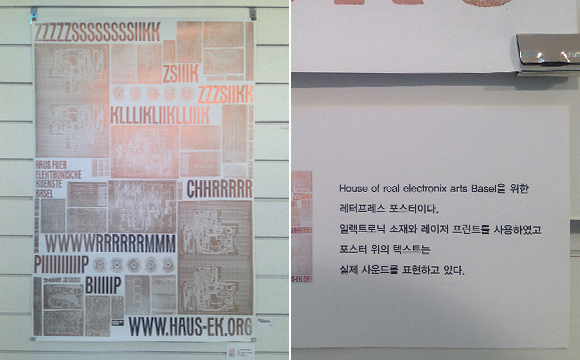 ZZZZZSSSSSSSSIIKK
ZSIIIK
ZZZSIIKK
KLLLIKLIIKLLIIK
HAUS FUER
ELEKTRONISCHE
KUENSTE
BASEL
CHHRRRRR
WWWWRRRRRRMMM
PIIIIIIIIIP
BIIIIIP
WWW.HAUS-EK.ORG
House of real electronix arts Basel을 위한
레터프레스 포스터이다.
일렉트로닉 소재와 레이저 프린트를 사용하였고
포스터 위의 텍스트는
실제 사운드를 표현하고 있다.